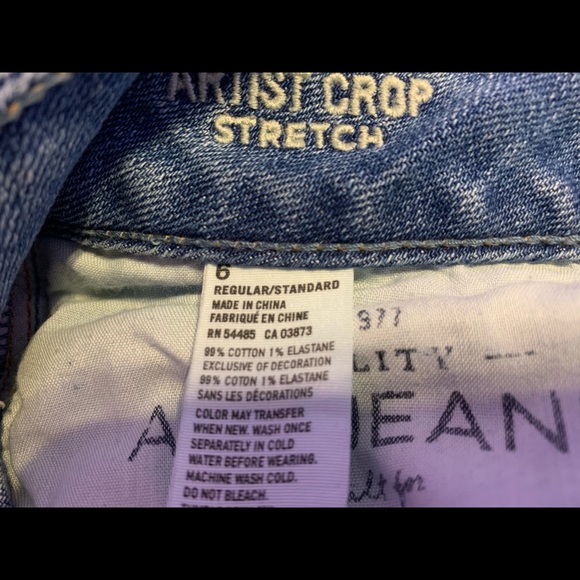 ARTIST CROP
STRETCH
6
REGULAR/STANDARD
MADE IN CHINA
FABRIQUÉ EN CHINE
RN 54485 CA 03873
99% COTTON 1% ELASTANE
EXCLUSIVE OF DECORATION
99% COTON 1% ÉLASTANE
SANS LES DÉCORATIONS
COLOR MAY TRANSFER
WHEN NEW. WASH
SEPARATELY IN COLD
WATER BEFORE WEARING.
MACHINE WASH COLD.
DO NOT BLEACH.
977
LITY
A JEAN
for